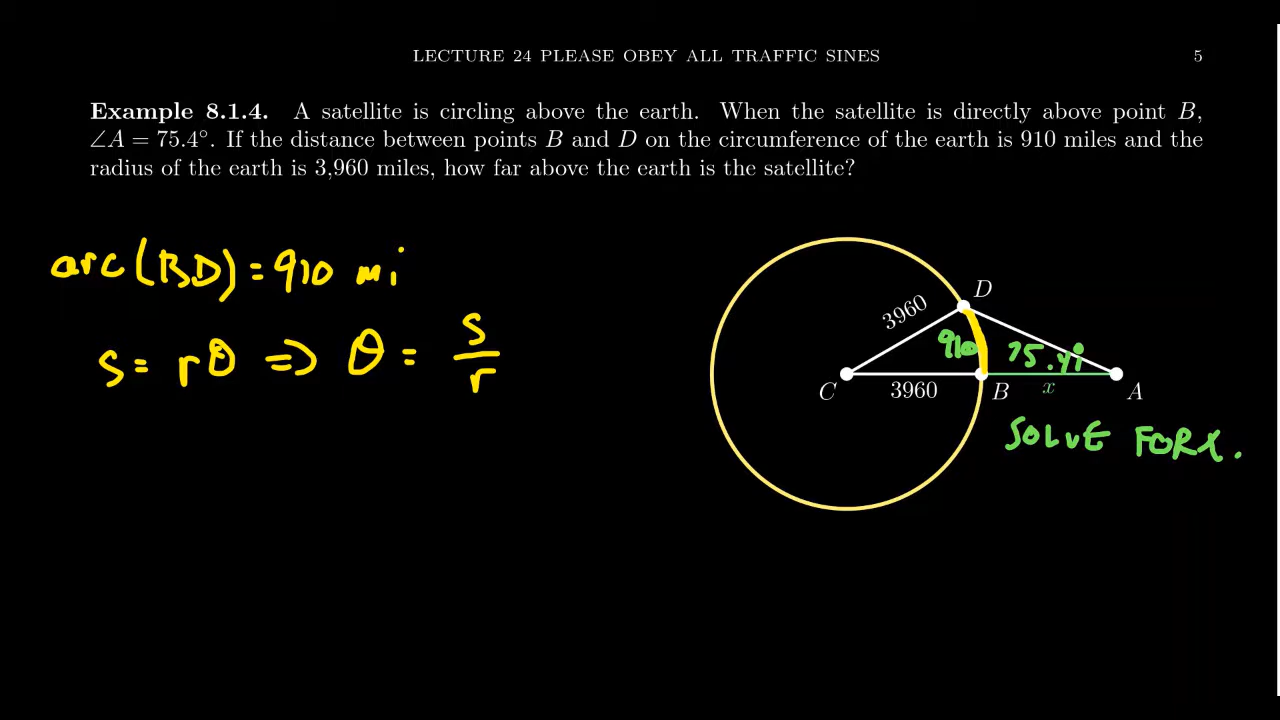 LECTURE 24 PLEASE OBEY ALL TRAFFIC SINES 5
Example 8.1.4. A satellite is circling above the earth. When the satellite is directly above point B,
∠A = 75.4°. If the distance between points B and D on the circumference of the earth is 910 miles and the
radius of the earth is 3,960 miles, how far above the earth is the satellite?
arc(BD) = 910 mi
s = rθ ⇒ θ = s/r
D
3960
910
75.4
C
3960
B
x
A
SOLVE FOR X.